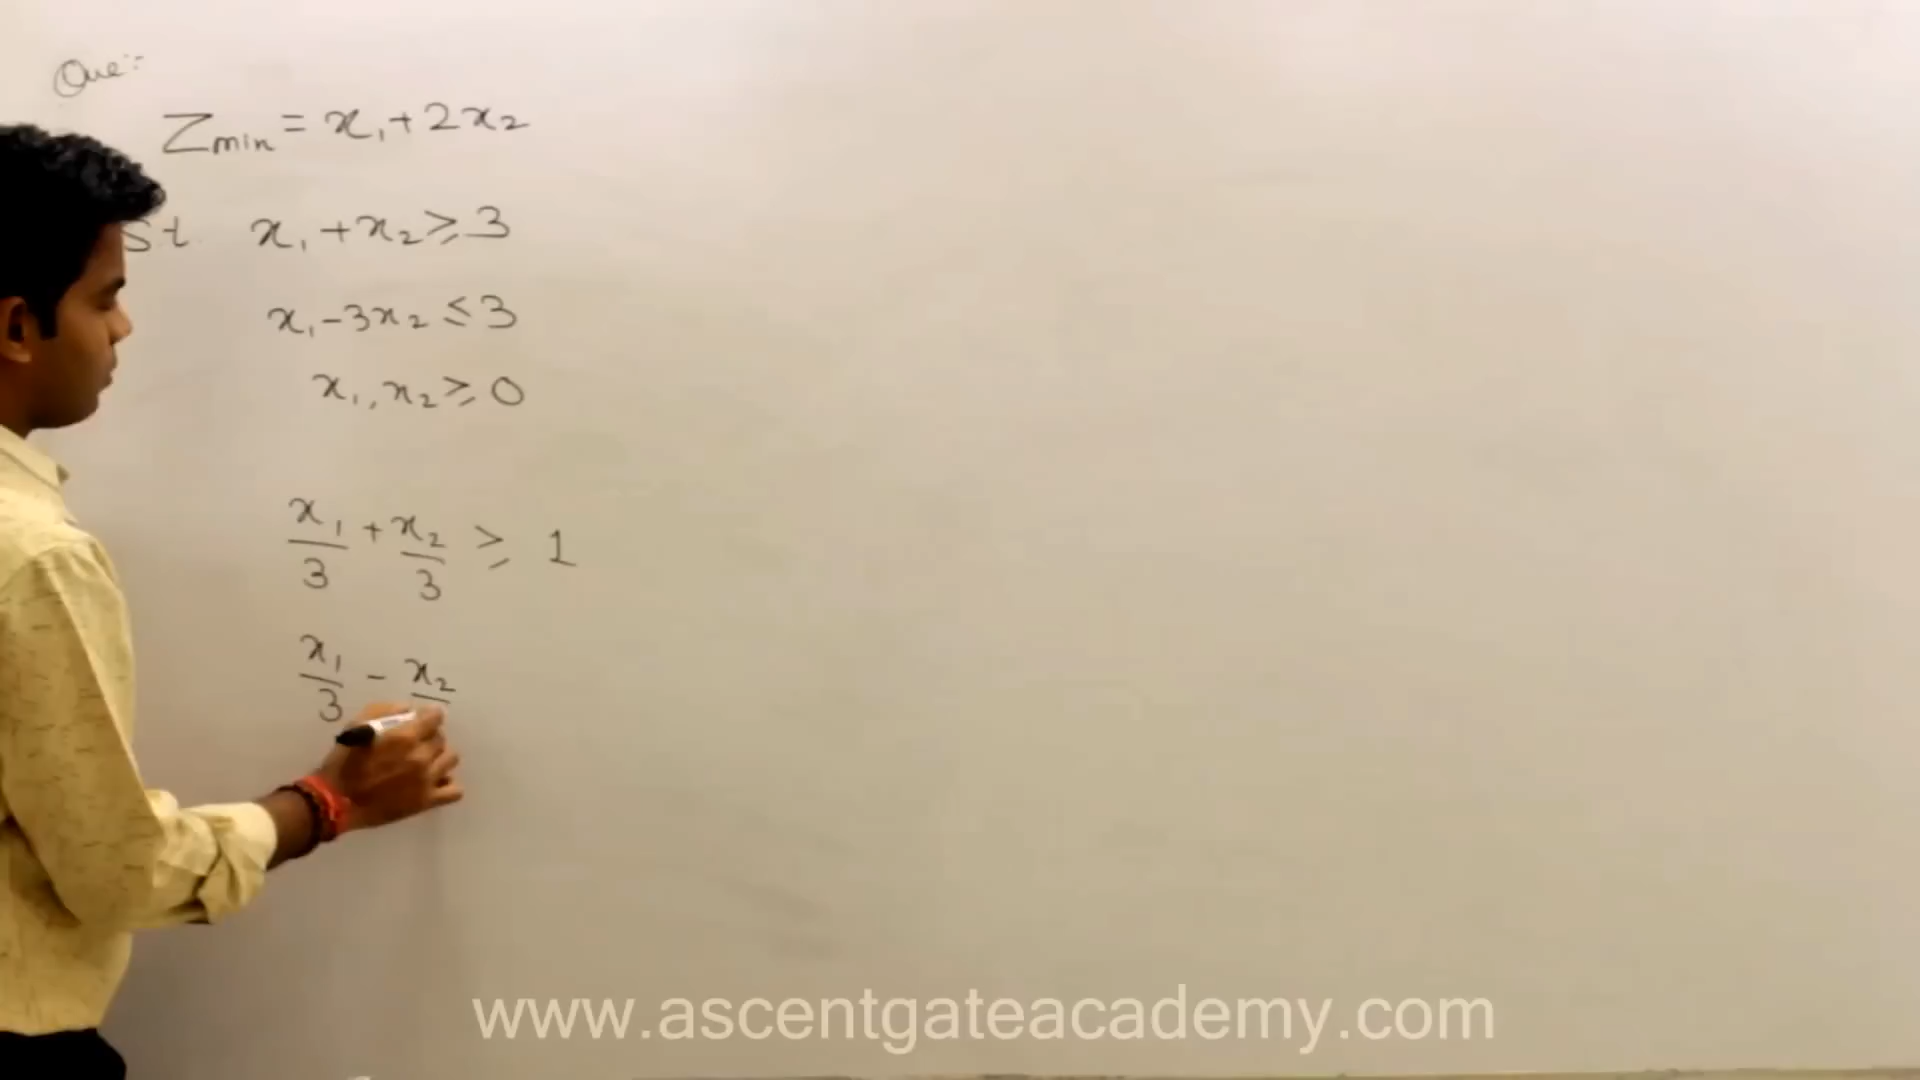 Que:-
Zmin = x₁ + 2x₂
S.t. x₁ + x₂ ≥ 3
x₁ - 3x₂ ≤ 3
x₁, x₂ ≥ 0
x₁/3 + x₂/3 ≥ 1
x₁/3 - x₂
www.ascentgateacademy.com